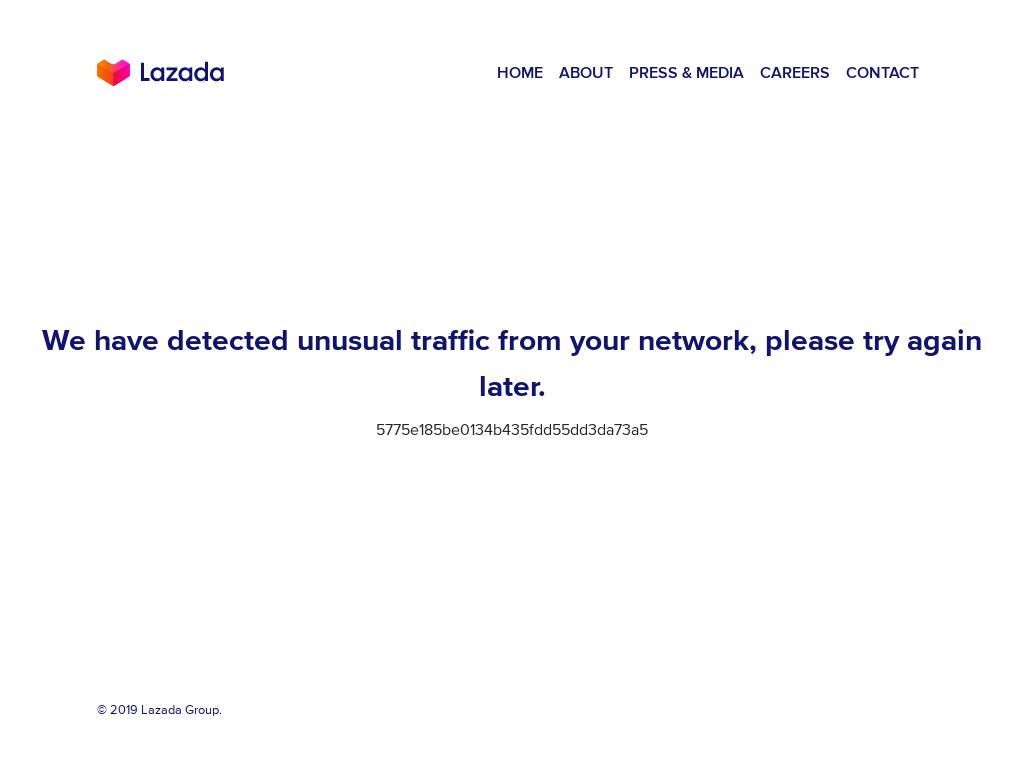 Lazada
HOME ABOUT PRESS & MEDIA CAREERS CONTACT
We have detected unusual traffic from your network, please try again
later.
5775e185be0134b435fdd55dd3da73a5
© 2019 Lazada Group.